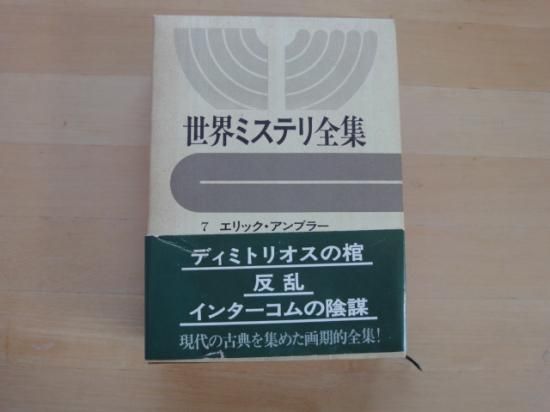 世界ミステリ全集
7 エリック・アンブラー
ディミトリオスの棺
反乱
インターコムの陰謀
現代の古典を集めた画期的全集!